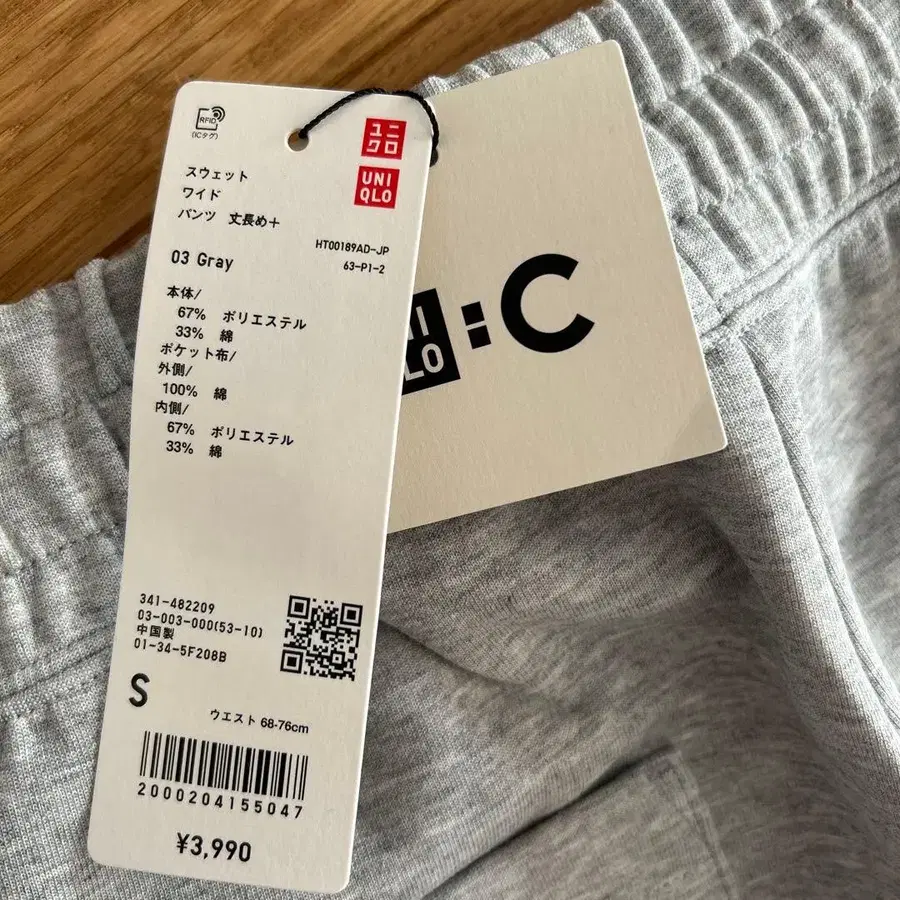 RFID
(ICタグ)
ユニ
クロ
UNI
QLO
スウェット
ワイド
パンツ 丈長め＋
HT00189AD-JP
63-P1-2
03 Gray
本体/
67% ポリエステル
33% 綿
ポケット布/
外側/
100% 綿
内側/
67% ポリエステル
33% 綿
341-482209
03-003-000(53-10)
中国製
01-34-5F208B
S
ウエスト 68-76cm
2000204155047
¥3,990
NI
LO
:C